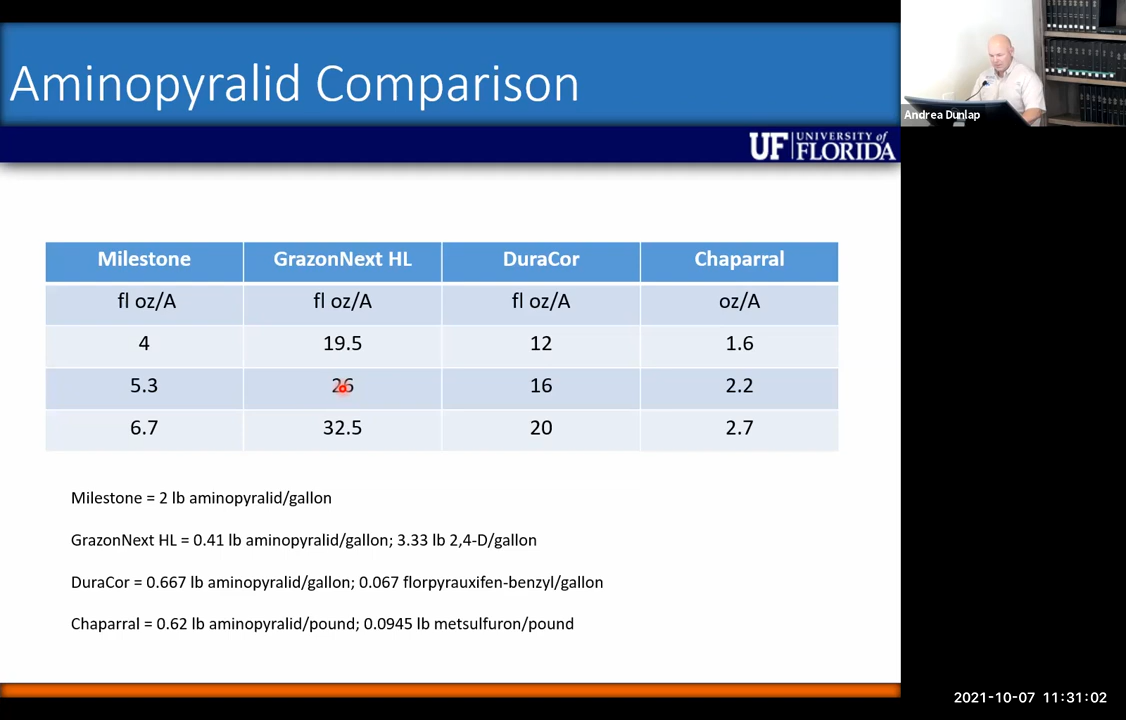 Aminopyralid Comparison
UF UNIVERSITY of FLORIDA
Andrea Dunlap
Milestone GrazonNext HL DuraCor Chaparral
fl oz/A fl oz/A fl oz/A oz/A
4 19.5 12 1.6
5.3 26 16 2.2
6.7 32.5 20 2.7
Milestone = 2 lb aminopyralid/gallon
GrazonNext HL = 0.41 lb aminopyralid/gallon; 3.33 lb 2,4-D/gallon
DuraCor = 0.667 lb aminopyralid/gallon; 0.067 florpyrauxifen-benzyl/gallon
Chaparral = 0.62 lb aminopyralid/pound; 0.0945 lb metsulfuron/pound
2021-10-07 11:31:02